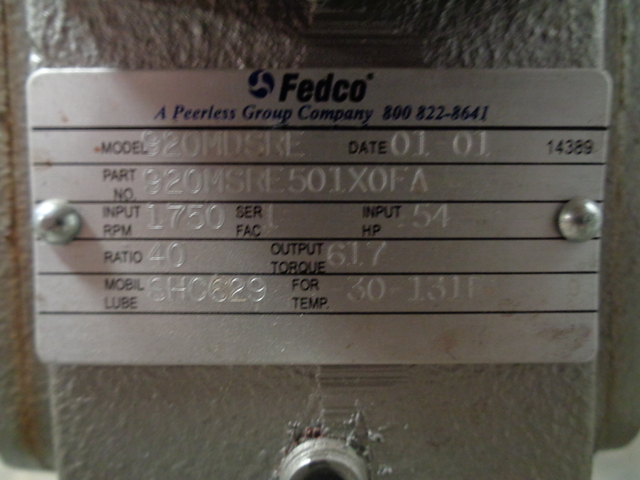 Fedco
A Peerless Group Company 800 822-8641
MODEL 920MDSRE DATE 01-01 14389
PART NO. 920MSRE501X0FA
INPUT RPM 1750 SER FAC 1 INPUT HP .54
RATIO 40 OUTPUT TORQUE 617
MOBIL LUBE SHC629 FOR TEMP. -30-131F